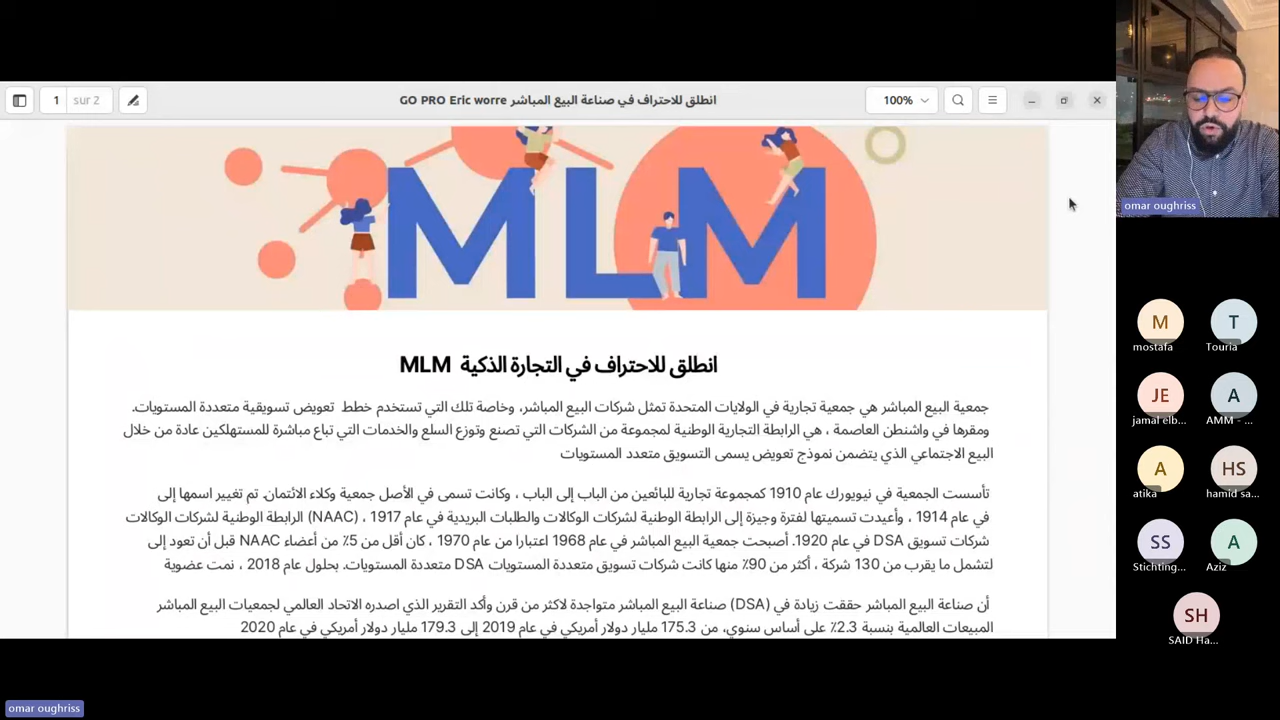 1 sur 2
انطلق للاحتراف في صناعة البيع المباشر GO PRO Eric worre
100%
MLM
انطلق للاحتراف في التجارة الذكية MLM
جمعية البيع المباشر هي جمعية تجارية في الولايات المتحدة تمثل شركات البيع المباشر، وخاصة تلك التي تستخدم خطط تعويض تسويقية متعددة المستويات.
ومقرها في واشنطن العاصمة ، هي الرابطة التجارية الوطنية لمجموعة من الشركات التي تصنع وتوزع السلع والخدمات التي تباع مباشرة للمستهلكين عادة من خلال
البيع الاجتماعي الذي يتضمن نموذج تعويض يسمى التسويق متعدد المستويات
تأسست الجمعية في نيويورك عام 1910 كمجموعة تجارية للبائعين من الباب إلى الباب ، وكانت تسمى في الأصل جمعية وكلاء الائتمان. تم تغيير اسمها إلى
الرابطة الوطنية لشركات الوكالات (NAAC) في عام 1914 ، وأعيدت تسميتها لفترة وجيزة إلى الرابطة الوطنية لشركات الوكالات والطلبات البريدية في عام 1917 ،
قبل أن تعود إلى NAAC في عام 1920. أصبحت جمعية البيع المباشر في عام 1968 اعتبارا من عام 1970 ، كان أقل من 5٪ من أعضاء DSA شركات تسويق
متعددة المستويات. بحلول عام 2018 ، نمت عضوية DSA لتشمل ما يقرب من 130 شركة ، أكثر من 90٪ منها كانت شركات تسويق متعددة المستويات
أن صناعة البيع المباشر حققت زيادة في (DSA) صناعة البيع المباشر متواجدة لاكثر من قرن وأكد التقرير الذي اصدره الاتحاد العالمي لجمعيات البيع المباشر
المبيعات العالمية بنسبة 2.3٪ على أساس سنوي، من 175.3 مليار دولار أمريكي في عام 2019 إلى 179.3 مليار دولار أمريكي في عام 2020
omar oughriss
M
mostafa
T
Touria
JE
jamal elb...
A
AMM - ...
A
atika
HS
hamid sa...
SS
Stichting...
A
Aziz
SH
SAID Ha...
omar oughriss